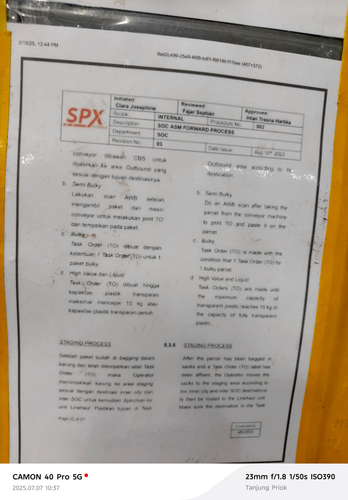 2/15/25, 12:44 PM
SPX
Initiated:
Clara Josephine
Reviewed:
Fajar Septian
Approved:
Intan Tresna Hartika
Scope:
INTERNAL
Description:
SOC ASM FORWARD PROCESS
Procedure No.
002
Department:
SOC
Revision No.
01
Date Issue:
2021
conveyor dibawah CBS untuk
ke area Outbound yang
sesuai dengan tujuan destinasinya.
b. Semi Bulky
Lakukan scan AWB setelah
mengambil paket dari mesin
conveyor untuk melakukan print TO
dan tempelkan pada paket.
c. Bulky
Task Order (TO) dibuat dengan
ketentuan 1 Task Order (TO) untuk 1
paket bulky.
d. High Value dan Liquid
Task Order (TO) dibuat hingga
kapasitas plastik transparan
maksimal mencapai 10 kg atau
kapasitas plastik transparan penuh.
Outbound area according to
destination.
b. Semi Bulky
Do an AWB scan after taking the
parcel from the conveyor machine
to print TO and paste it on the
parcel.
c. Bulky
Task Order (TO) is made with the
condition that 1 Task Order (TO) for
1 bulky parcel.
d. High Value and Liquid
Task Orders (TO) are made until
the maximum capacity of
transparent plastic reaches 10 kg or
the capacity of fully transparent
plastic.
STAGING PROCESS
Setelah paket sudah di bagging dalam
karung dan telah ditempelkan label Task
Order (TO), maka Operator
memindahkan karung ke area staging
sesuai dengan destinasi inner city dan
inter SOC untuk kemudian dijalurkan ke
unit Linehaul. Pastikan tujuan di Task
STAGING PROCESS
After the parcel has been bagged in
sacks and a Task Order (TO) label has
been affixed, the Operator moves the
sacks to the staging area according to
the inner city and inter SOC destinations
to then be routed to the Linehaul unit.
Make sure the destination in the Task
CAMON 40 Pro 5G
2025.07.07 10:37
23mm f/1.8 1/50s ISO390
Tanjung Priok